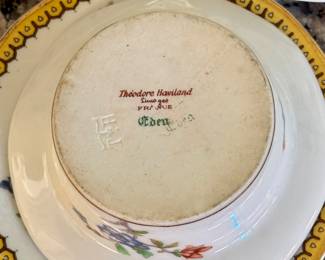 Théodore Haviland
Limoges
FRANCE
Eden